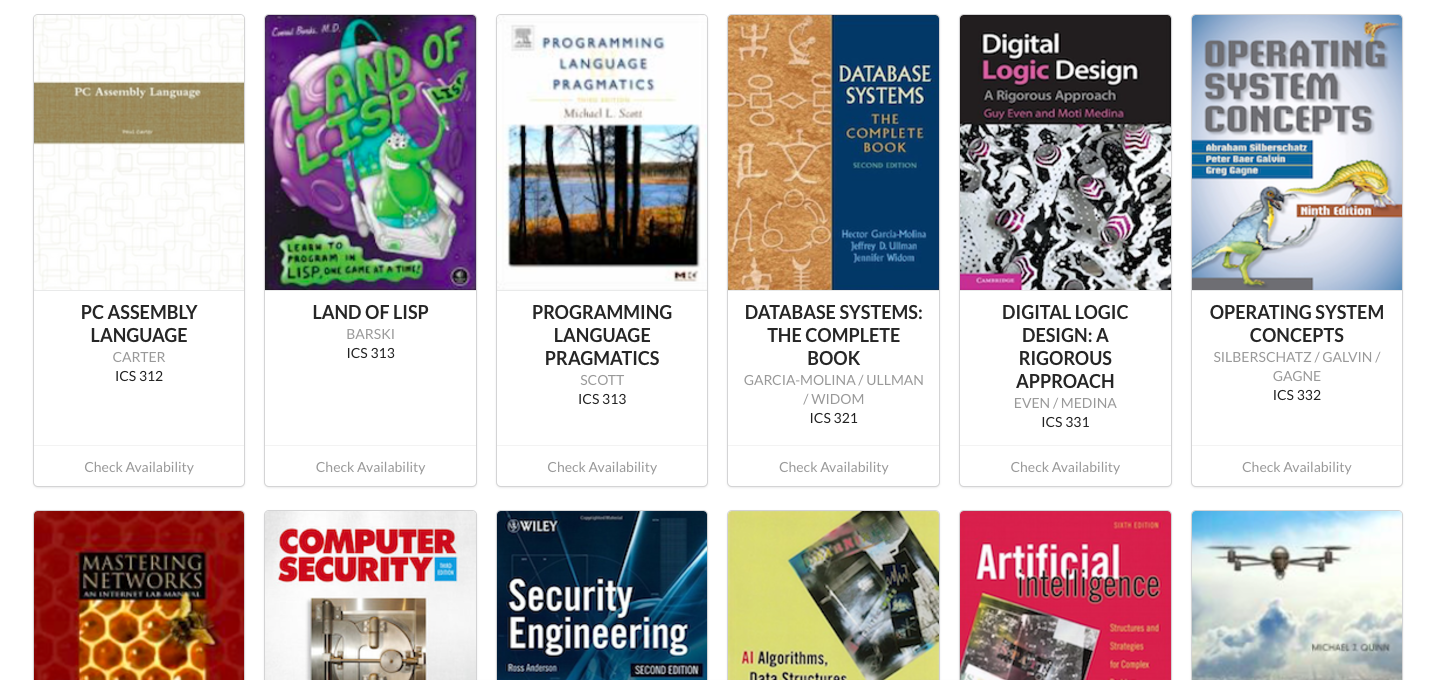 PC Assembly Language
Paul Carter
PC ASSEMBLY
LANGUAGE
CARTER
ICS 312
Check Availability
Conrad Barski, M.D.
LAND OF
LISP
LISP
LEARN TO
PROGRAM IN
LISP, ONE GAME AT A TIME!
LAND OF LISP
BARSKI
ICS 313
Check Availability
PROGRAMMING
LANGUAGE
PRAGMATICS
THIRD EDITION
Michael L. Scott
PROGRAMMING
LANGUAGE
PRAGMATICS
SCOTT
ICS 313
Check Availability
DATABASE
SYSTEMS
THE
COMPLETE
BOOK
SECOND EDITION
Hector Garcia-Molina
Jeffrey D. Ullman
Jennifer Widom
DATABASE SYSTEMS:
THE COMPLETE
BOOK
GARCIA-MOLINA / ULLMAN
/ WIDOM
ICS 321
Check Availability
Digital
Logic Design
A Rigorous Approach
Guy Even and Moti Medina
CAMBRIDGE
DIGITAL LOGIC
DESIGN: A
RIGOROUS
APPROACH
EVEN / MEDINA
ICS 331
Check Availability
OPERATING
SYSTEM
CONCEPTS
Abraham Silberschatz
Peter Baer Galvin
Greg Gagne
Ninth Edition
OPERATING SYSTEM
CONCEPTS
SILBERSCHATZ / GALVIN /
GAGNE
ICS 332
Check Availability
MASTERING
NETWORKS
AN INTERNET LAB MANUAL
COMPUTER
SECURITY
THIRD
EDITION
WILEY
Copyrighted Material
Security
Engineering
Ross Anderson
SECOND EDITION
AI Algorithms,
Data Structures
SIXTH EDITION
Artificial
intelligence
Structures and
Strategies
for Complex
MICHAEL J. QUINN